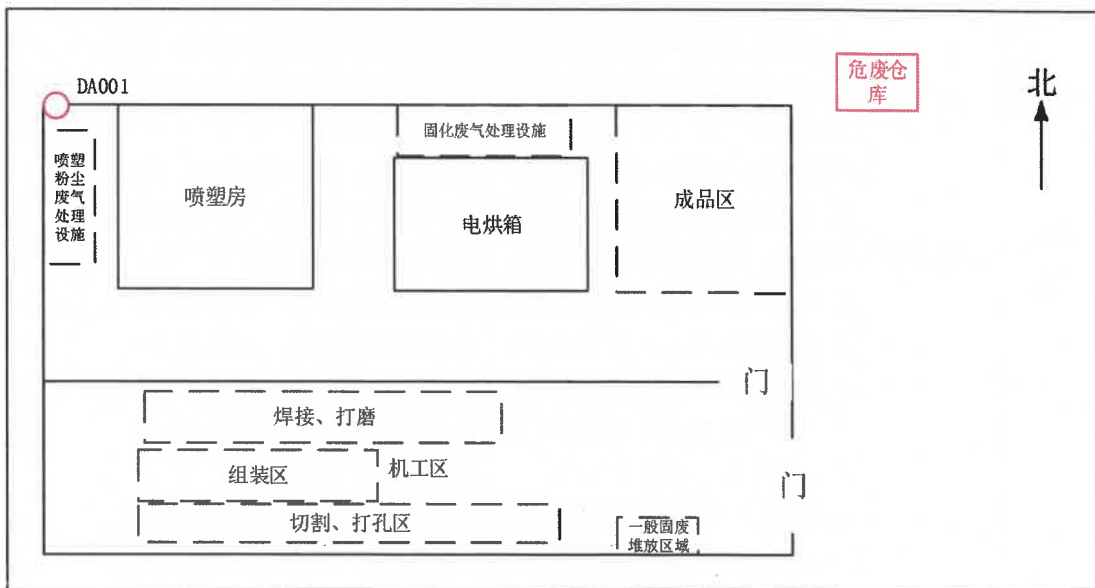 DA001
危废仓
库
北
喷塑
粉尘
废气
处理
设施
喷塑房
固化废气处理设施
电烘箱
成品区
门
焊接、打磨
组装区
机工区
门
切割、打孔区
一般固废
堆放区域